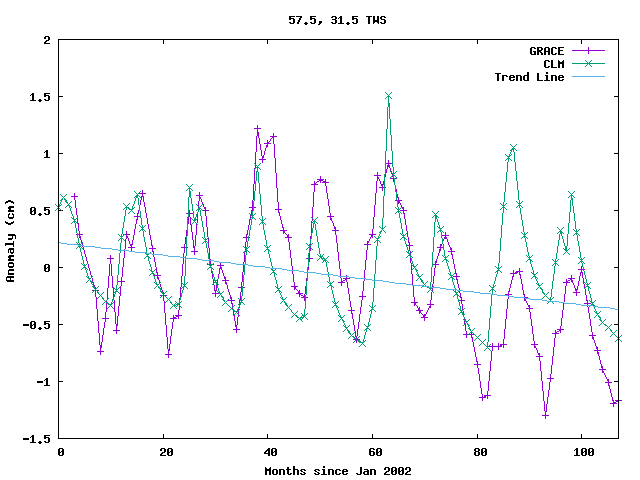 57.5, 31.5 TWS
GRACE
CLM
Trend Line
Anomaly (cm)
2
1.5
1
0.5
0
-0.5
-1
-1.5
0 20 40 60 80 100
Months since Jan 2002